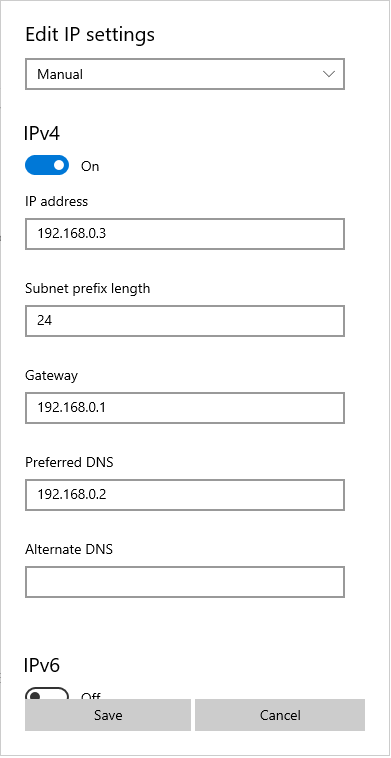 Edit IP settings
Manual
IPv4
On
IP address
192.168.0.3
Subnet prefix length
24
Gateway
192.168.0.1
Preferred DNS
192.168.0.2
Alternate DNS
IPv6
Off
Save Cancel